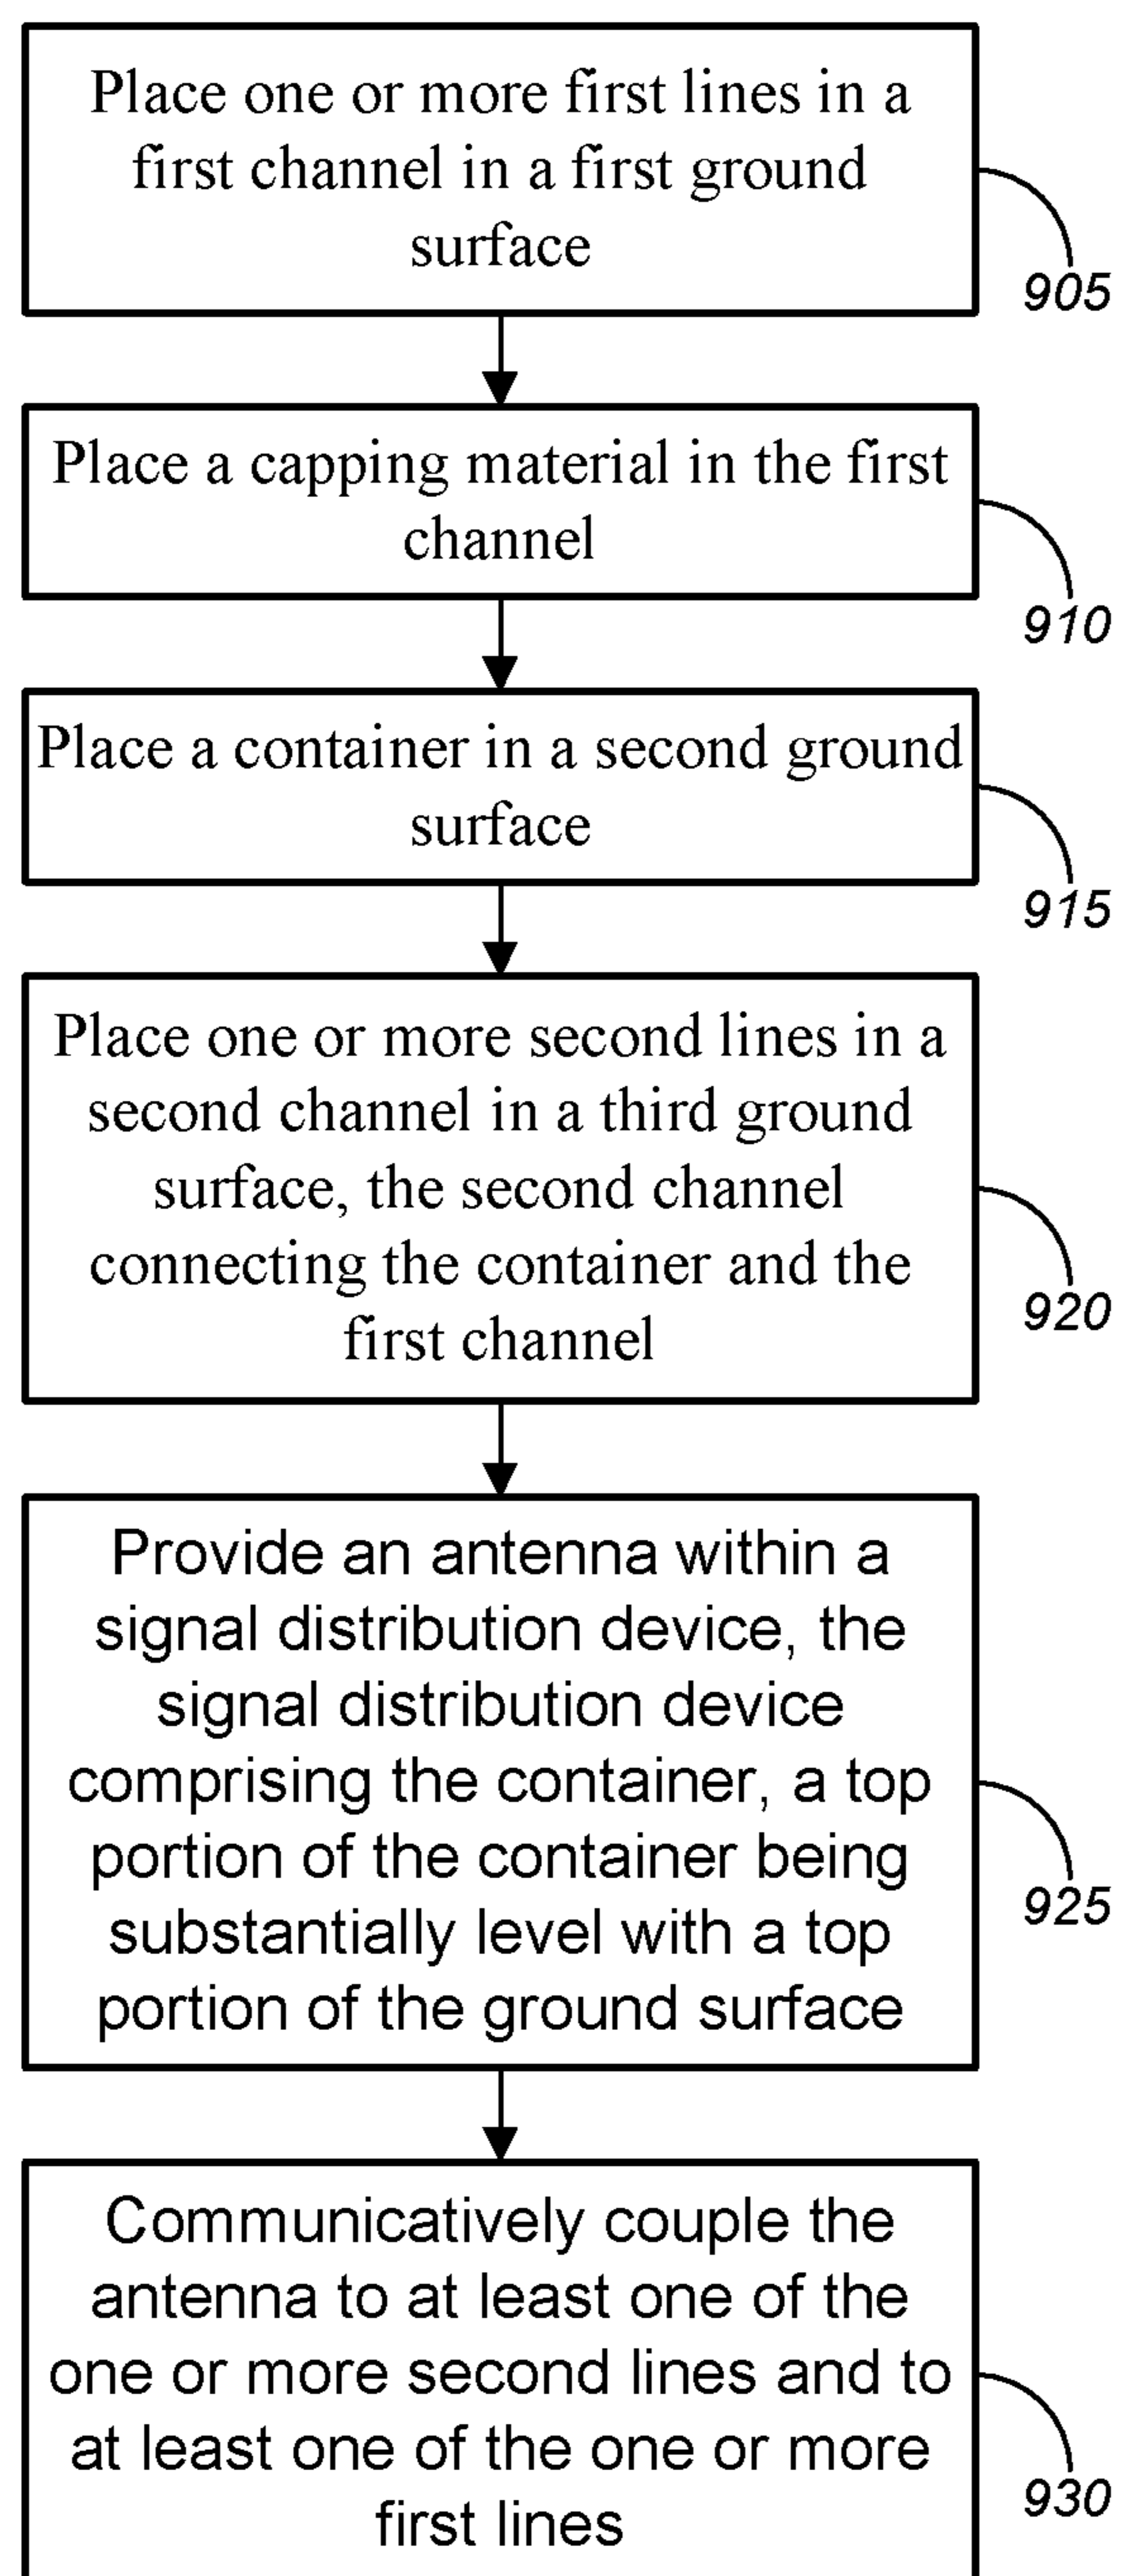 Place one or more first lines in a
first channel in a first ground
surface
905
Place a capping material in the first
channel
910
Place a container in a second ground
surface
915
Place one or more second lines in a
second channel in a third ground
surface, the second channel
connecting the container and the
first channel
920
Provide an antenna within a
signal distribution device, the
signal distribution device
comprising the container, a top
portion of the container being
substantially level with a top
portion of the ground surface
925
Communicatively couple the
antenna to at least one of the
one or more second lines and to
at least one of the one or more
first lines
930